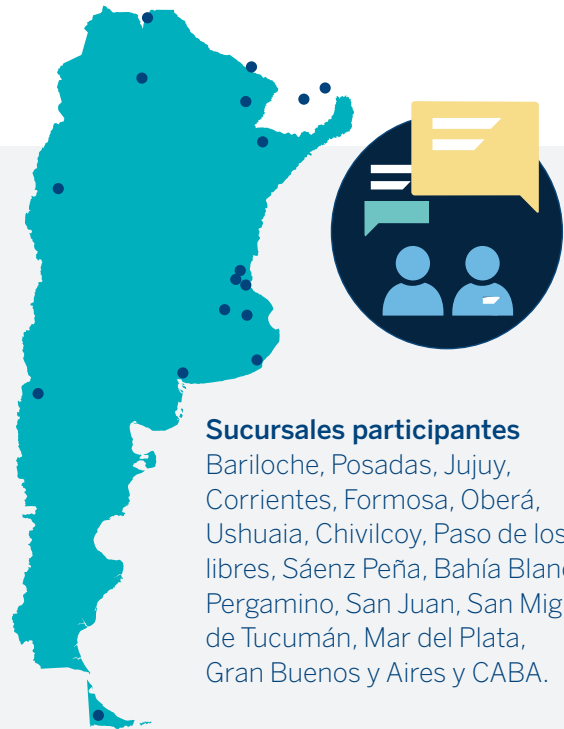 Sucursales participantes
Bariloche, Posadas, Jujuy,
Corrientes, Formosa, Oberá,
Ushuaia, Chivilcoy, Paso de los
libres, Sáenz Peña, Bahía
Pergamino, San Juan, San
de Tucumán, Mar del Plata,
Gran Buenos y Aires y CABA.